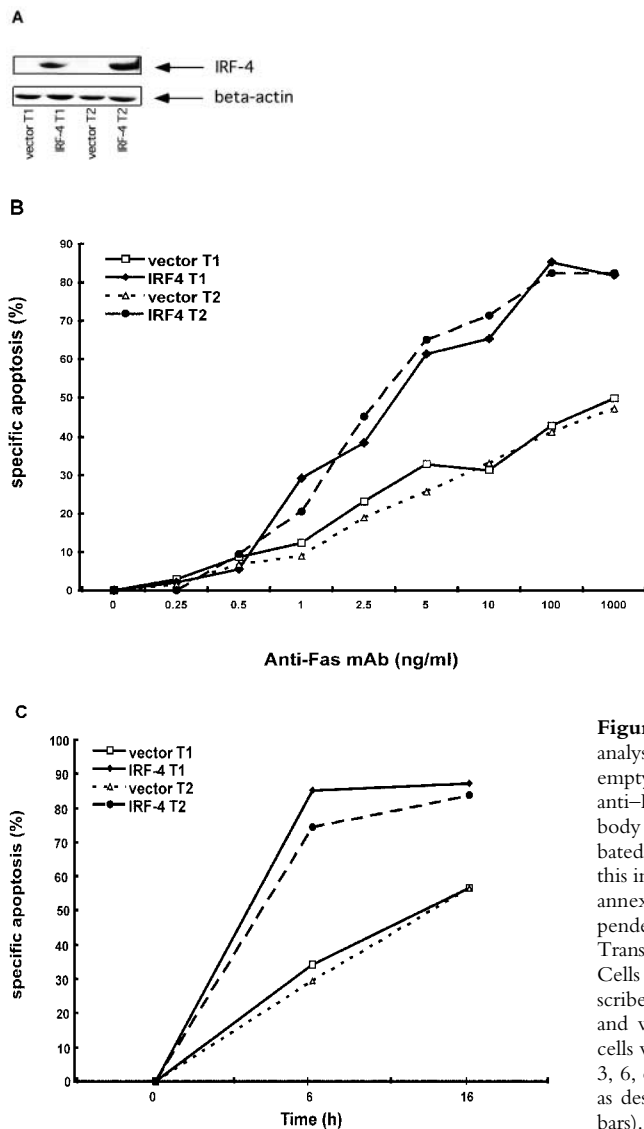 A
IRF-4
beta-actin
vector T1
IRF-4 T1
vector T2
IRF-4 T2
B
vector T1
IRF4 T1
vector T2
IRF4 T2
specific apoptosis (%)
90
80
70
60
50
40
30
20
10
0
0 0.25 0.5 1 2.5 5 10 100 1000
Anti-Fas mAb (ng/ml)
C
vector T1
IRF-4 T1
vector T2
IRF-4 T2
specific apoptosis (%)
100
90
80
70
60
50
40
30
20
10
0
0 6 16
Time (h)
Figur
analys
empty
anti–
body
bated
this in
annex
pende
Trans
Cells
scribe
and v
cells v
3, 6,
as des
bars).